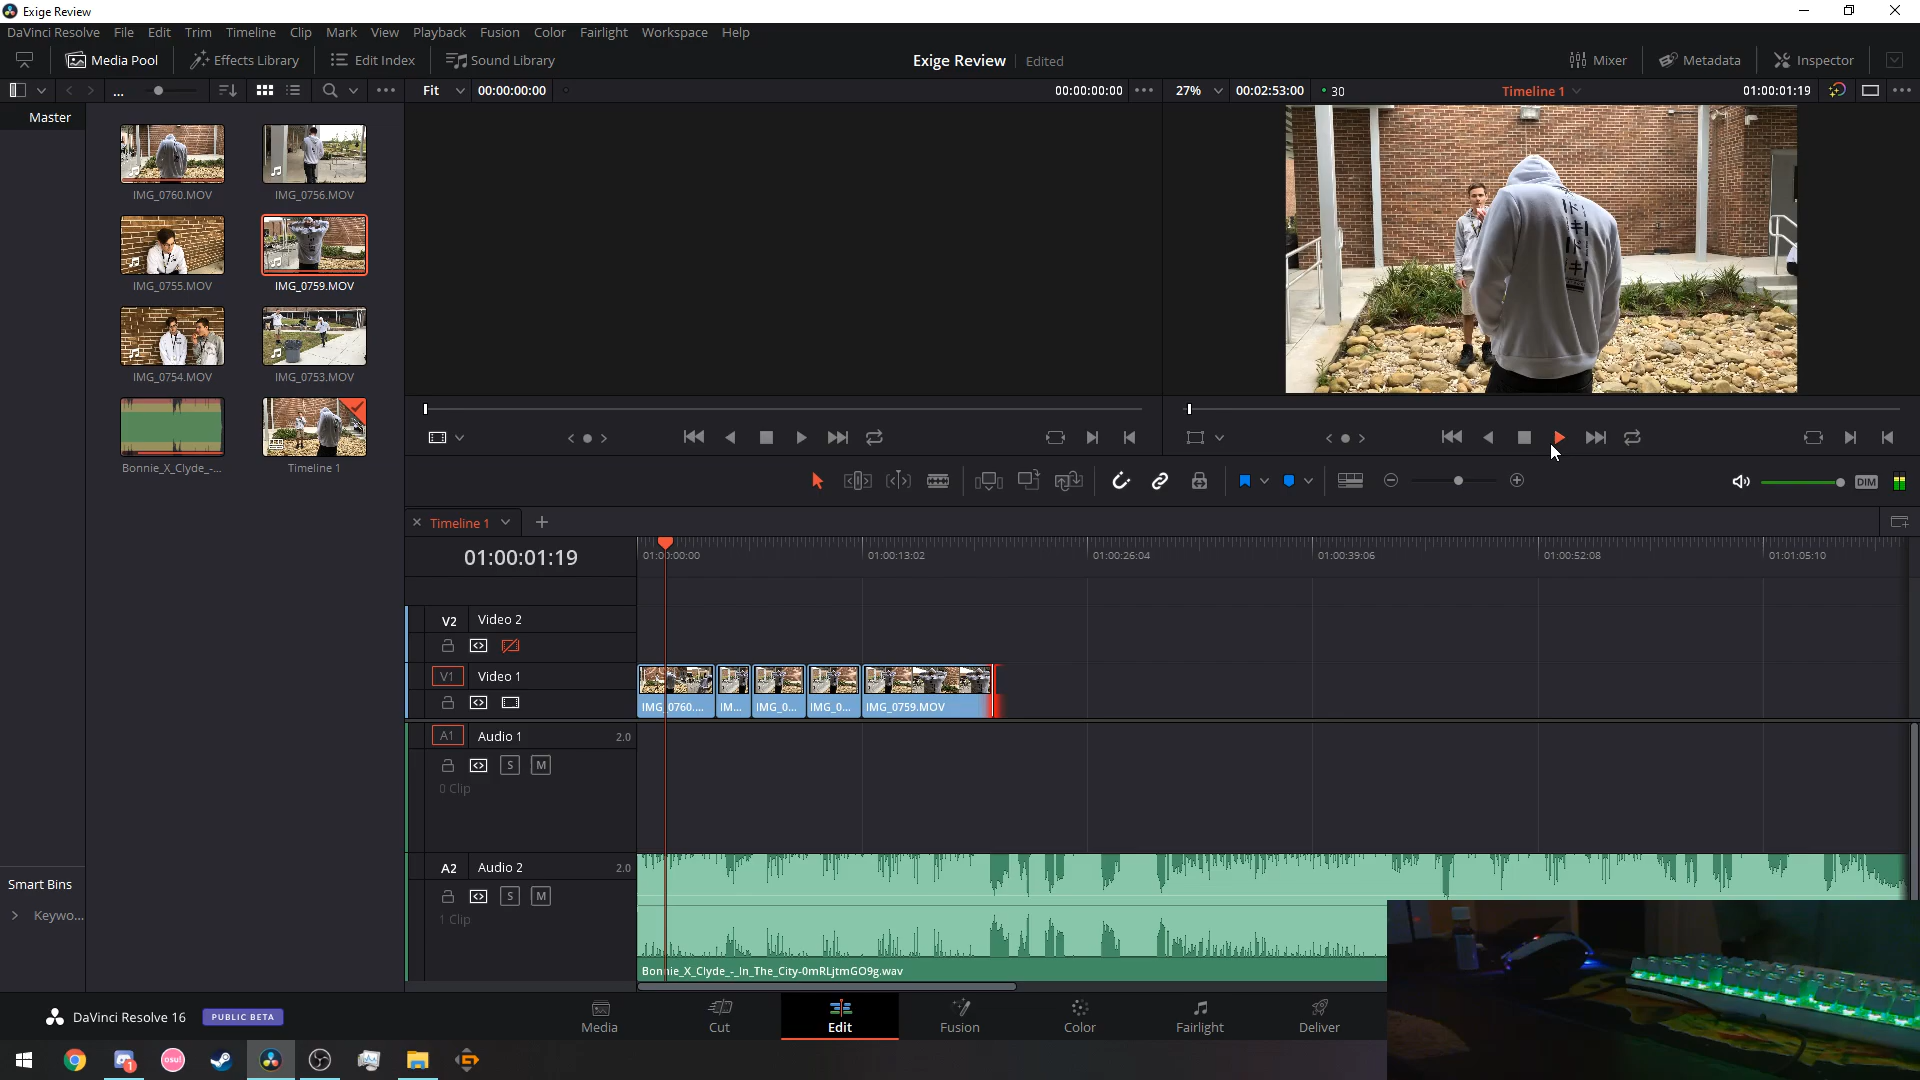 Exige Review
DaVinci Resolve File Edit Trim Timeline Clip Mark View Playback Fusion Color Fairlight Workspace Help
Media Pool Effects Library Edit Index Sound Library Exige Review Edited Mixer Metadata Inspector
... Fit 00:00:00:00 00:00:00:00 27% 00:02:53:00 30 Timeline 1 01:00:01:19
Master
IMG_0760.MOV IMG_0756.MOV
IMG_0755.MOV IMG_0759.MOV
IMG_0754.MOV IMG_0753.MOV
Bonnie_X_Clyde_-... Timeline 1
DIM
Timeline 1
01:00:01:19 01:00:00:00 01:00:13:02 01:00:26:04 01:00:39:06 01:00:52:08 01:01:05:10
V2 Video 2
V1 Video 1
IMG_0760.... IM... IMG_0... IMG_0... IMG_0759.MOV
A1 Audio 1 2.0
S M
0 Clip
A2 Audio 2 2.0
S M
1 Clip
Bonnie_X_Clyde_-_In_The_City-0mRLjtmGO9g.wav
Smart Bins
Keywo...
DaVinci Resolve 16 PUBLIC BETA
Media Cut Edit Fusion Color Fairlight Deliver
1
osu!